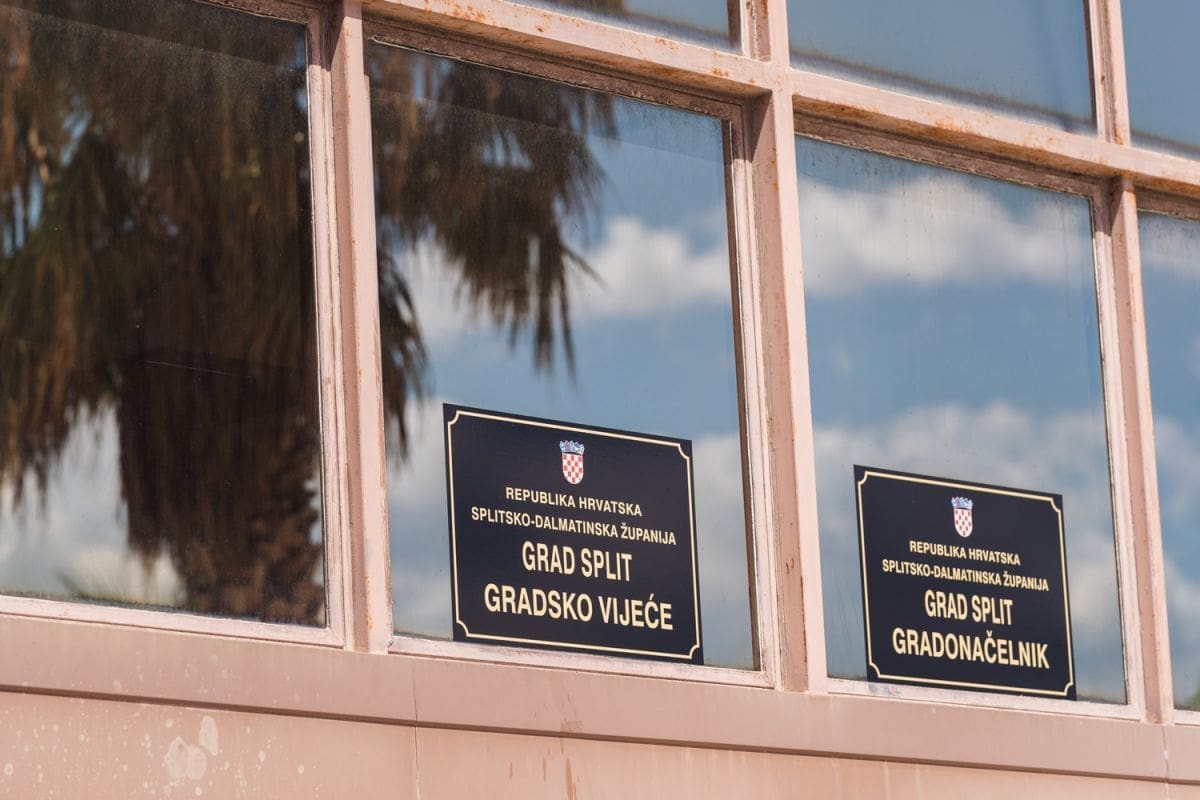 REPUBLIKA HRVATSKA
SPLITSKO-DALMATINSKA ŽUPANIJA
GRAD SPLIT
GRADSKO VIJEĆE
REPUBLIKA HRVATSKA
SPLITSKO-DALMATINSKA ŽUPANIJA
GRAD SPLIT
GRADONAČELNIK